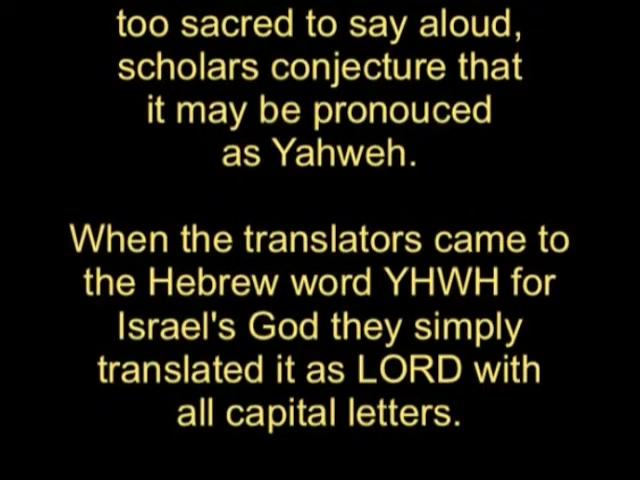 too sacred to say aloud,
scholars conjecture that
it may be pronouced
as Yahweh.
When the translators came to
the Hebrew word YHWH for
Israel's God they simply
translated it as LORD with
all capital letters.